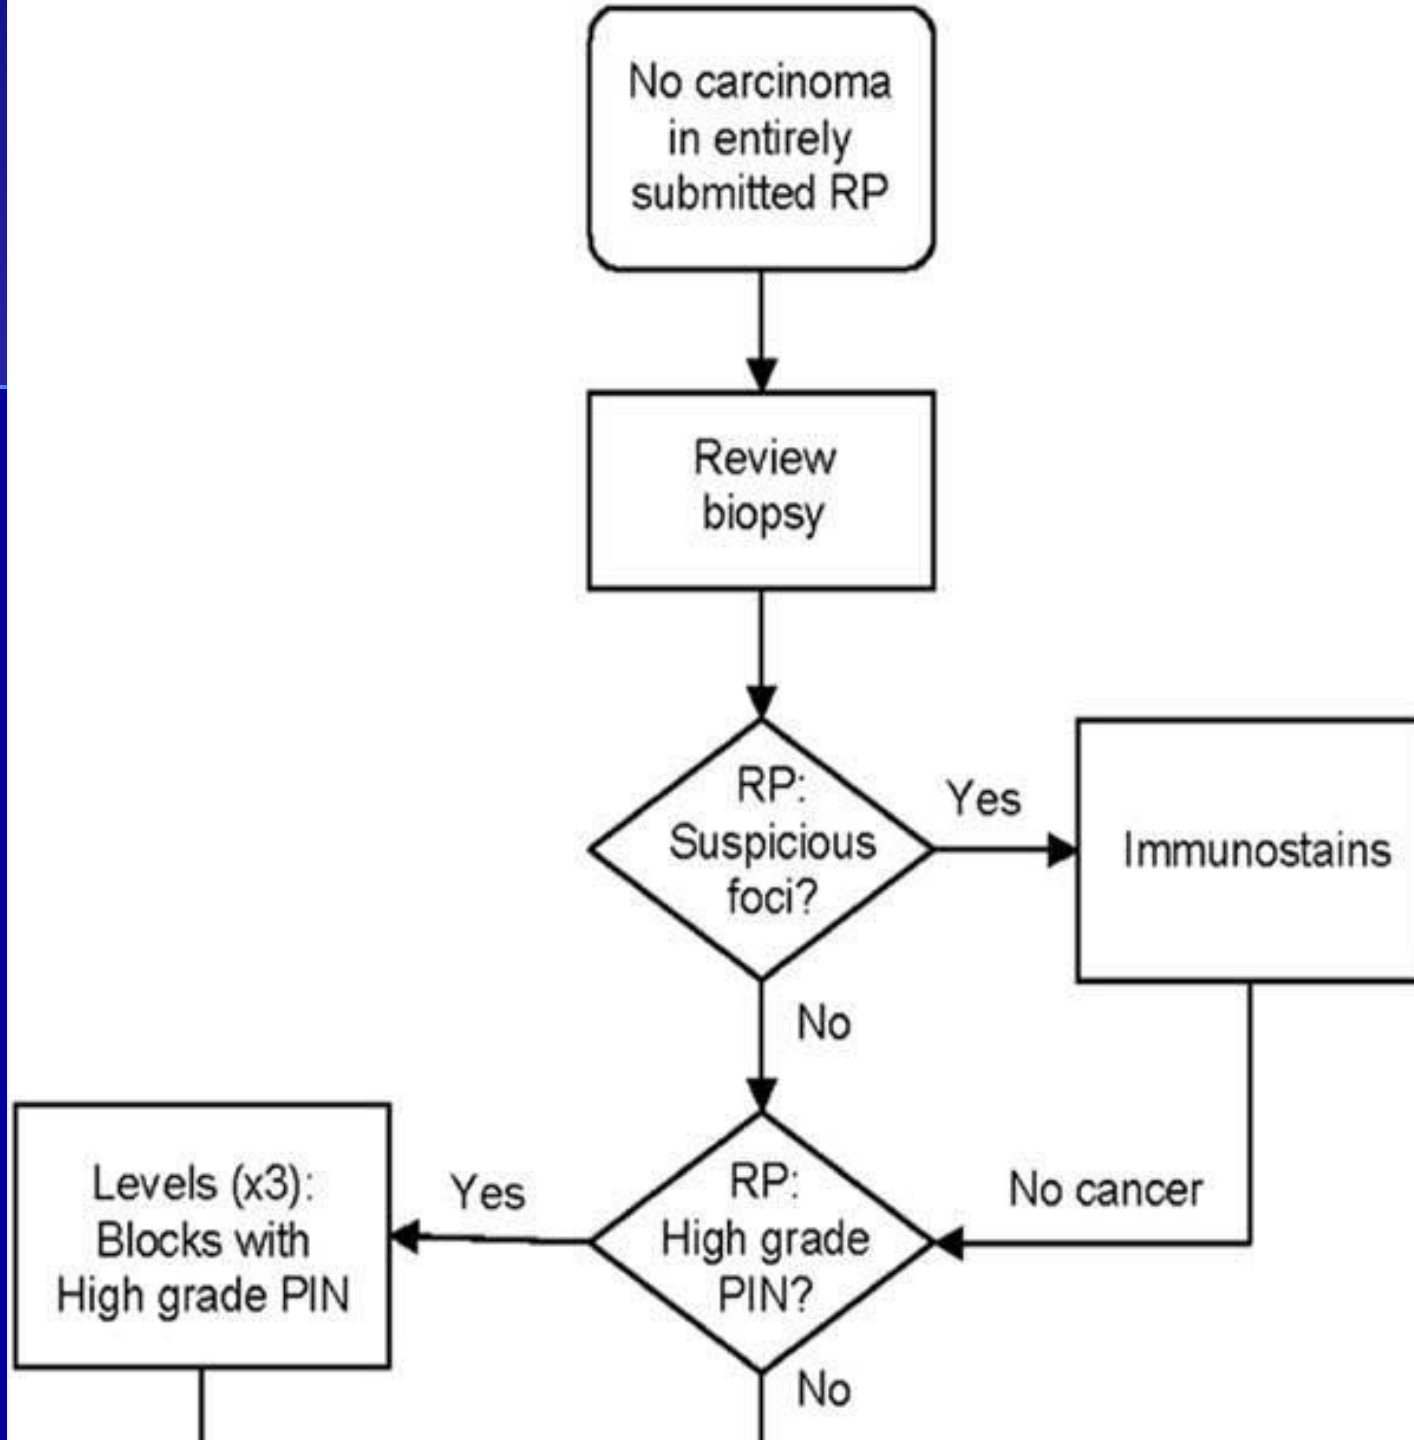 No carcinoma
in entirely
submitted RP
Review
biopsy
RP:
Suspicious
foci?
Yes
Immunostains
No
Levels (x3):
Blocks with
High grade PIN
Yes
RP:
High grade
PIN?
No cancer
No